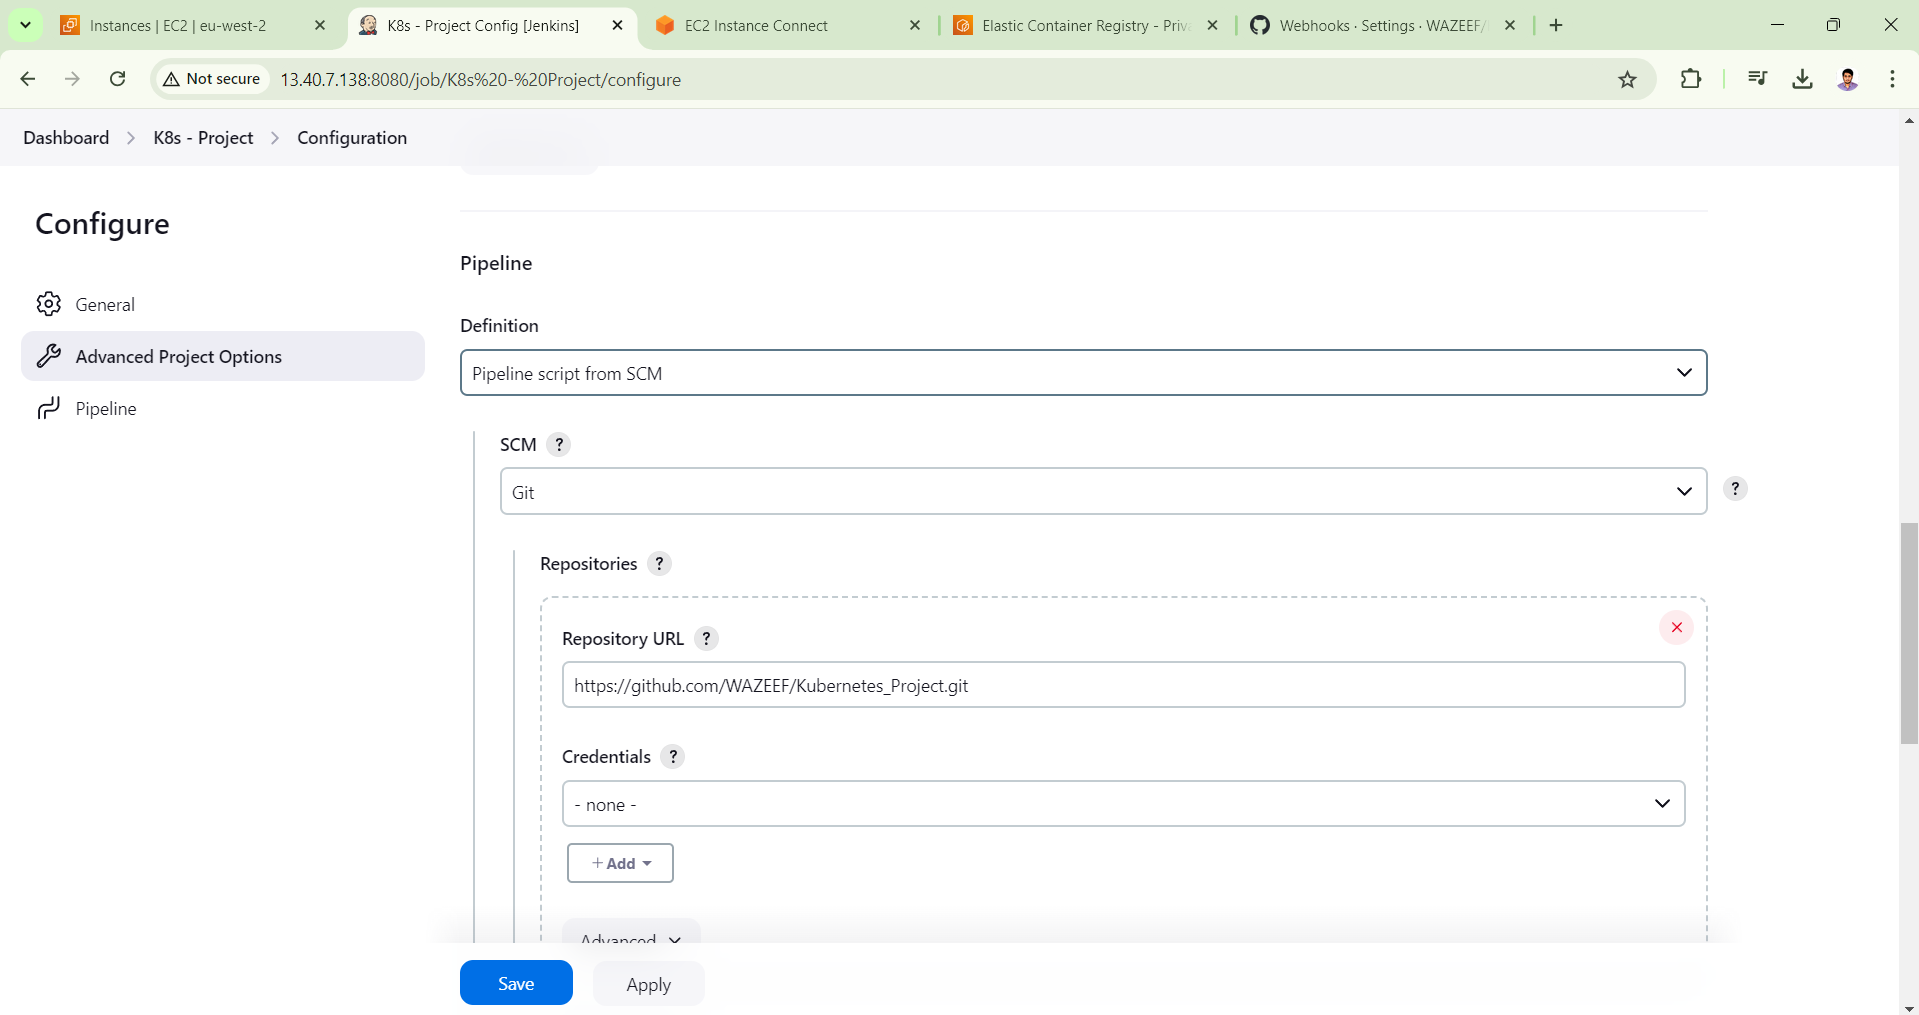 Instances | EC2 | eu-west-2
K8s - Project Config [Jenkins]
EC2 Instance Connect
Elastic Container Registry - Priva
Webhooks · Settings · WAZEEF/
Not secure
13.40.7.138:8080/job/K8s%20-%20Project/configure
Dashboard
K8s - Project
Configuration
Configure
General
Advanced Project Options
Pipeline
Pipeline
Definition
Pipeline script from SCM
SCM ?
Git
?
Repositories ?
Repository URL ?
https://github.com/WAZEEF/Kubernetes_Project.git
Credentials ?
- none -
+ Add
Advanced
Save
Apply